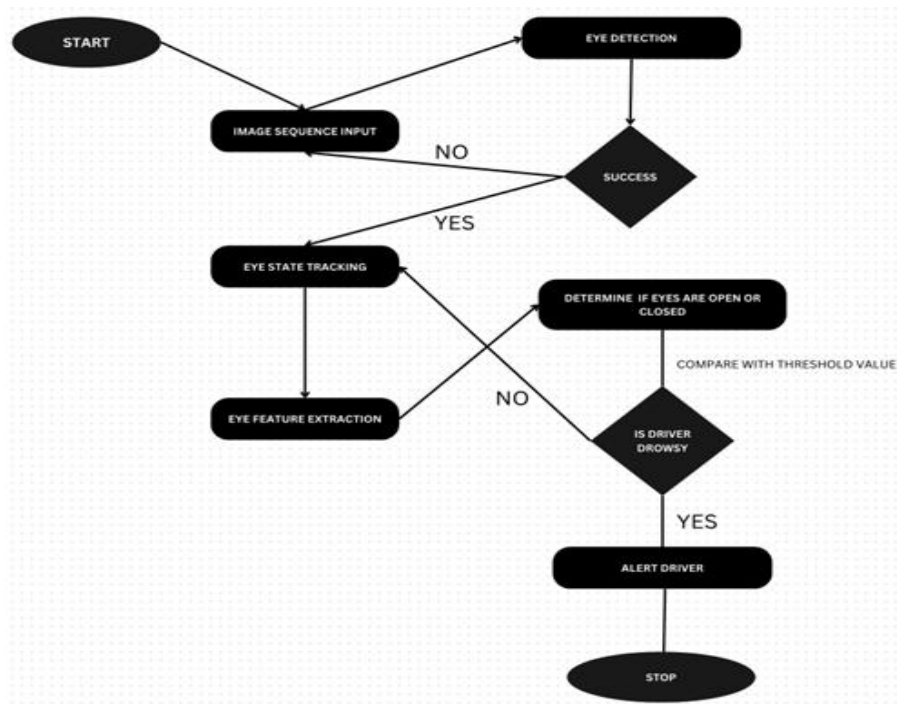 START
EYE DETECTION
IMAGE SEQUENCE INPUT
NO
SUCCESS
YES
EYE STATE TRACKING
DETERMINE IF EYES ARE OPEN OR
CLOSED
COMPARE WITH THRESHOLD VALUE
NO
EYE FEATURE EXTRACTION
IS DRIVER
DROWSY
YES
ALERT DRIVER
STOP